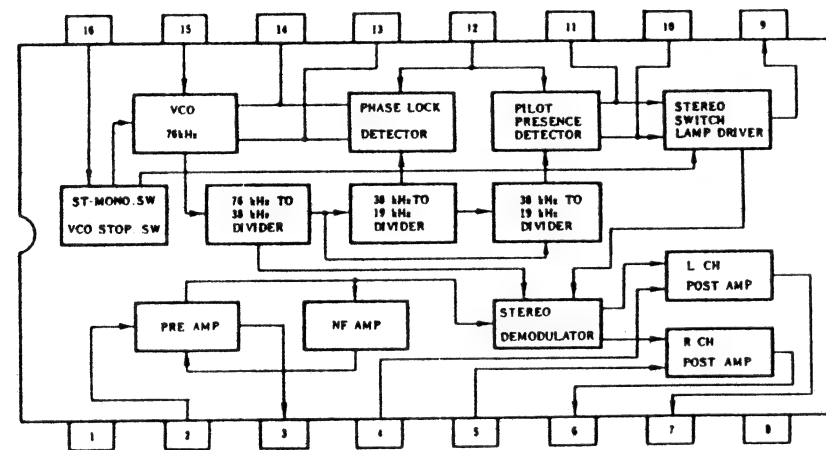 16 15 14 13 12 11 10 9
VCO
76kHz
PHASE LOCK
DETECTOR
PILOT
PRESENCE
DETECTOR
STEREO
SWITCH
LAMP DRIVER
ST-MONO.SW
VCO STOP. SW
76 kHz TO
38 kHz
DIVIDER
38 kHz TO
19 kHz
DIVIDER
38 kHz TO
19 kHz
DIVIDER
PRE AMP
NF AMP
STEREO
DEMODULATOR
L CH
POST AMP
R CH
POST AMP
1 2 3 4 5 6 7 8